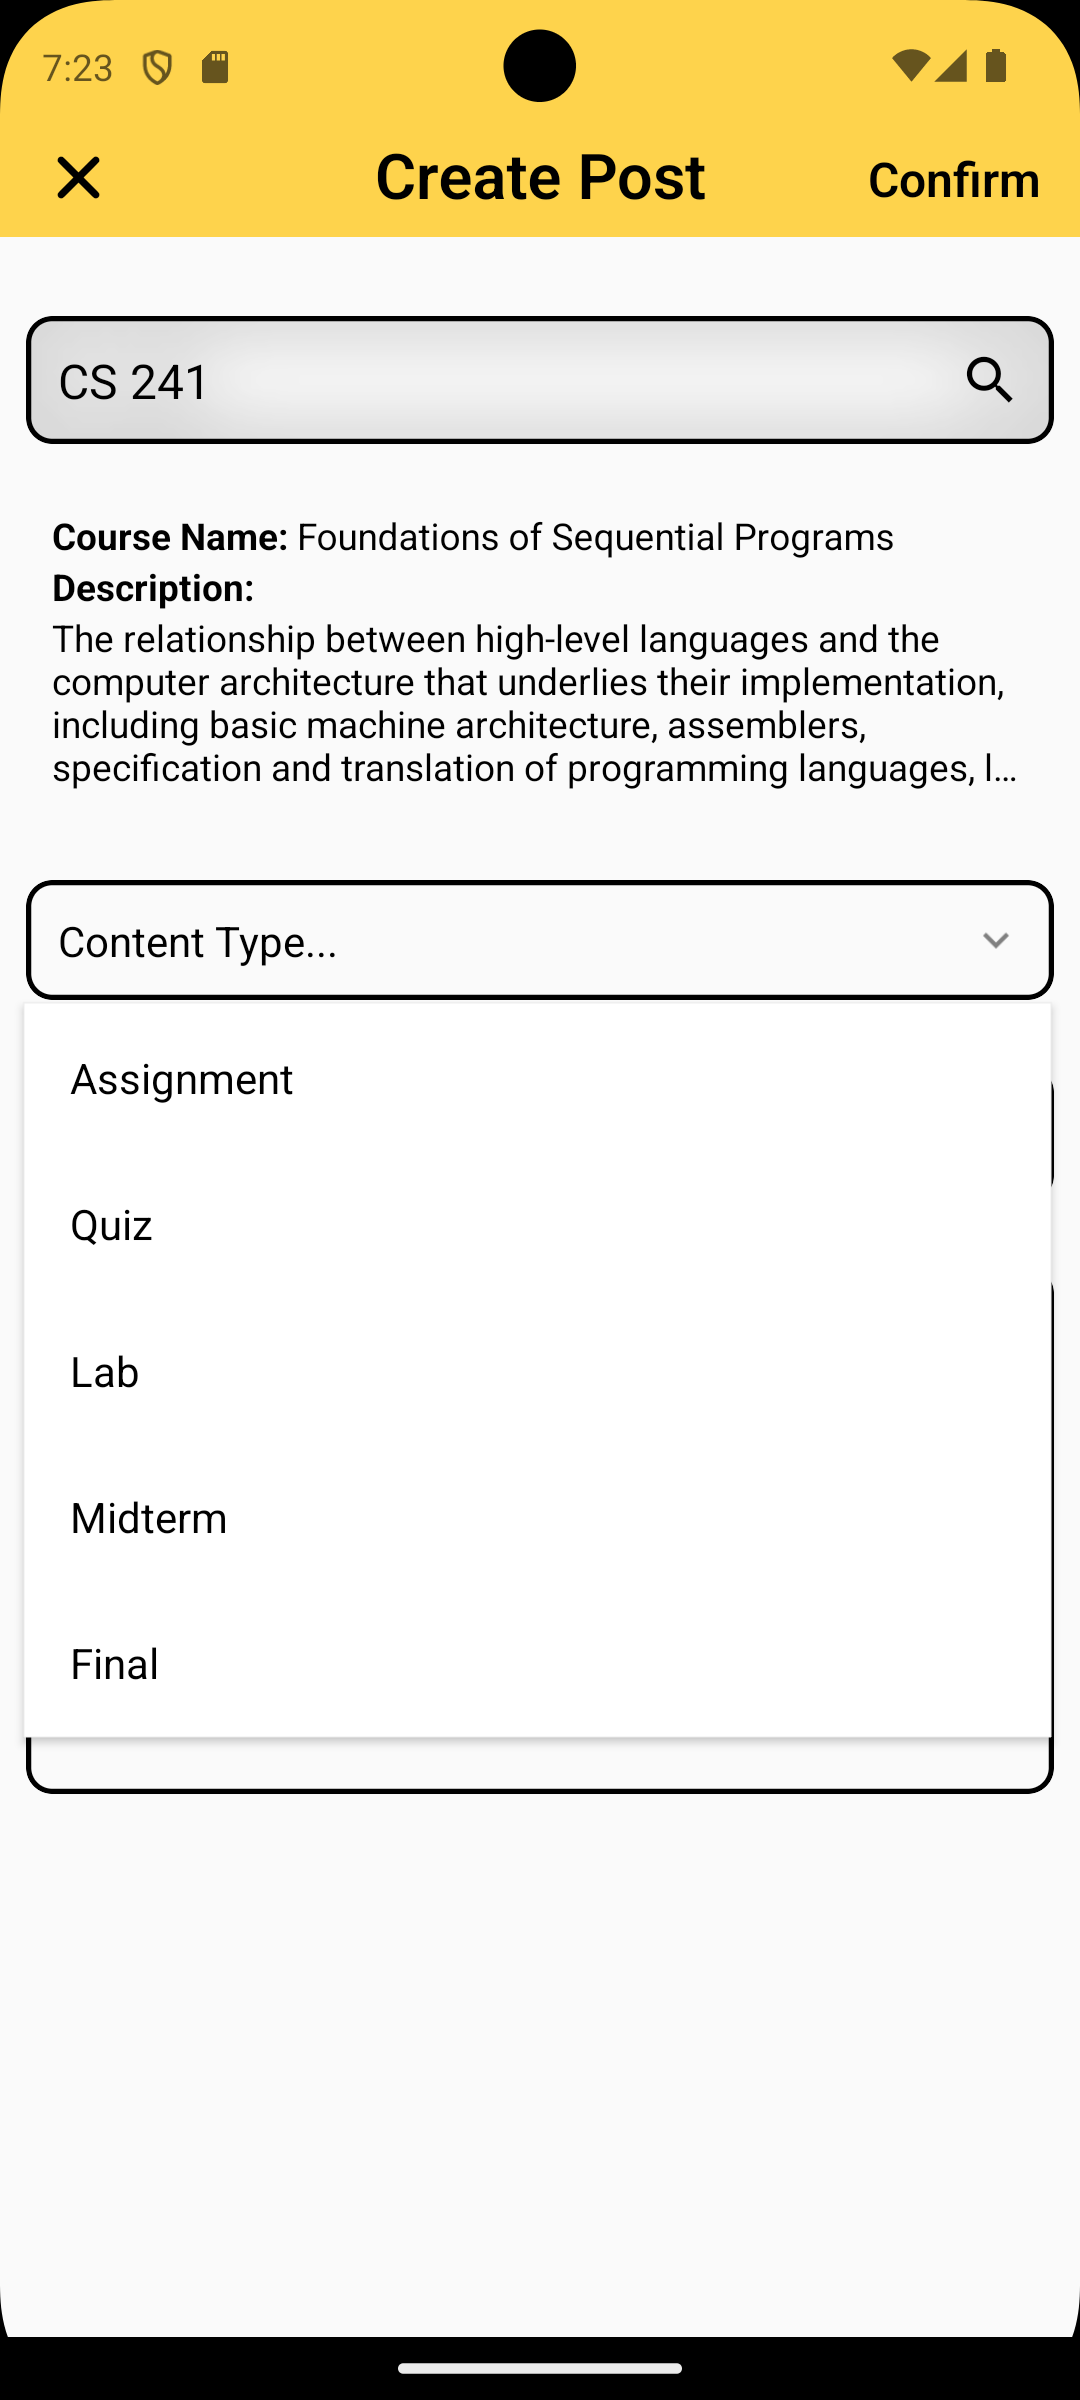 7:23
Create Post
Confirm
CS 241
Course Name: Foundations of Sequential Programs
Description:
The relationship between high-level languages and the
computer architecture that underlies their implementation,
including basic machine architecture, assemblers,
specification and translation of programming languages, l...
Content Type...
Assignment
Quiz
Lab
Midterm
Final